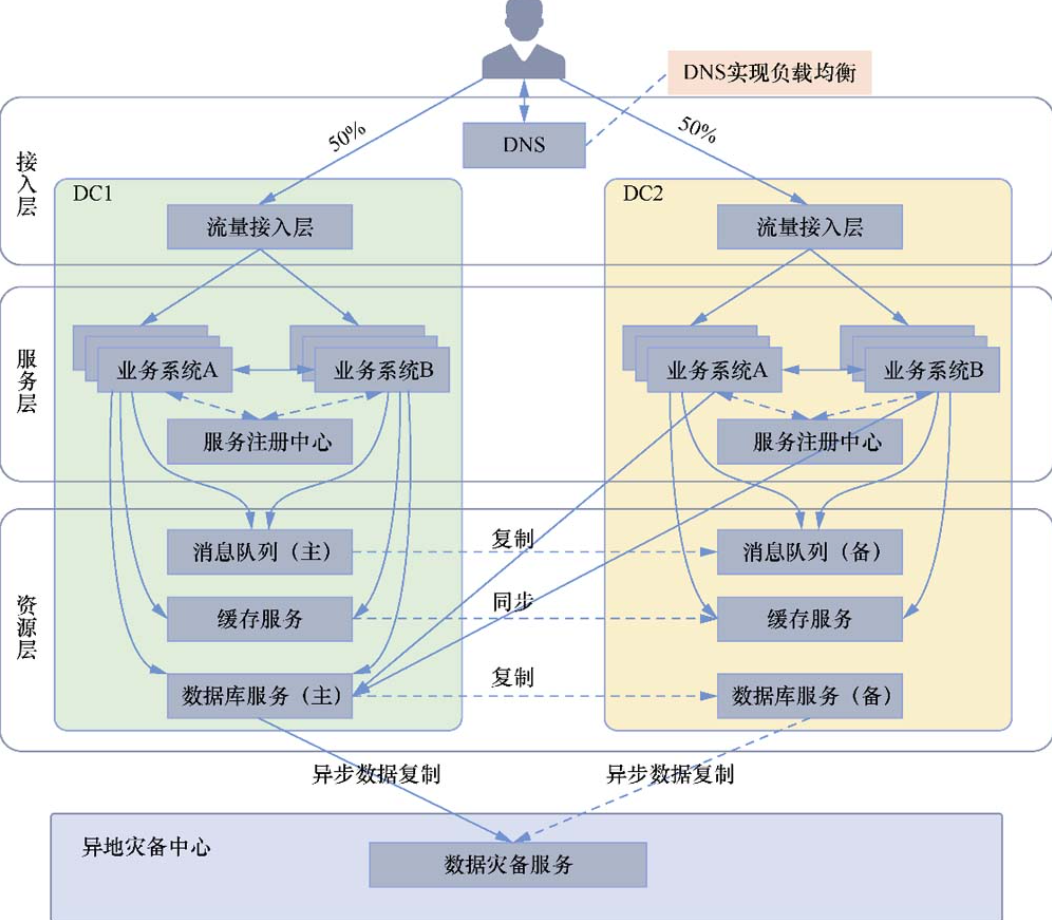 DNS实现负载均衡
50%
50%
DNS
接入层
DC1
DC2
流量接入层
流量接入层
服务层
业务系统A
业务系统B
业务系统A
业务系统B
服务注册中心
服务注册中心
资源层
消息队列（主）
复制
消息队列（备）
缓存服务
同步
缓存服务
数据库服务（主）
复制
数据库服务（备）
异步数据复制
异步数据复制
异地灾备中心
数据灾备服务